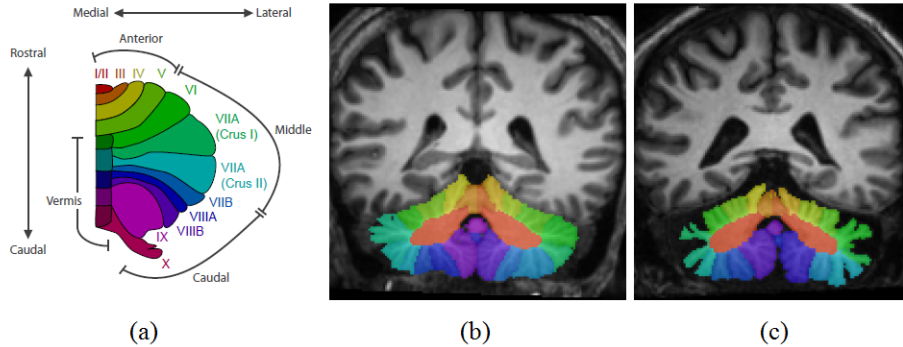 Medial
Lateral
Anterior
Rostral
I/II III IV V
VI
VIIA
(Crus I)
Middle
VIIA
(Crus II)
Vermis
VIIB
VIIIA
VIIIB
IX
Caudal
X
Caudal
(a)
(b)
(c)